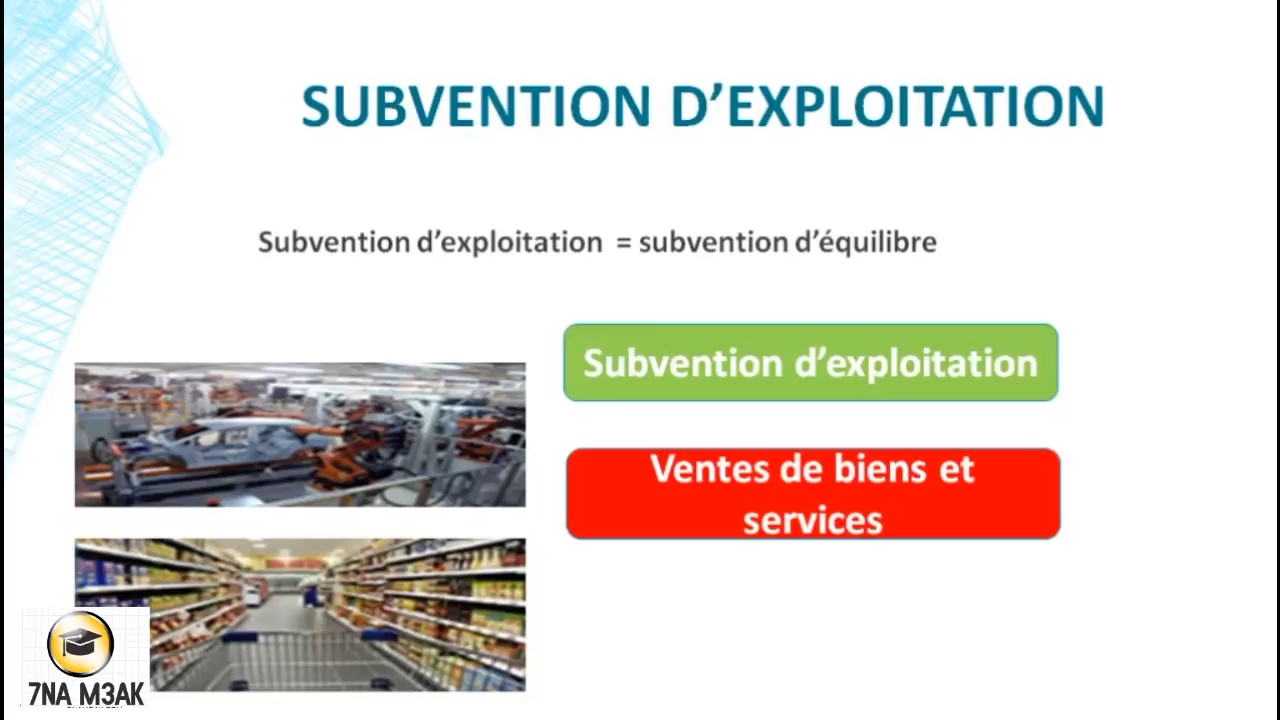 SUBVENTION D’EXPLOITATION
Subvention d’exploitation = subvention d’équilibre
Subvention d’exploitation
Ventes de biens et
services
7NA M3AK